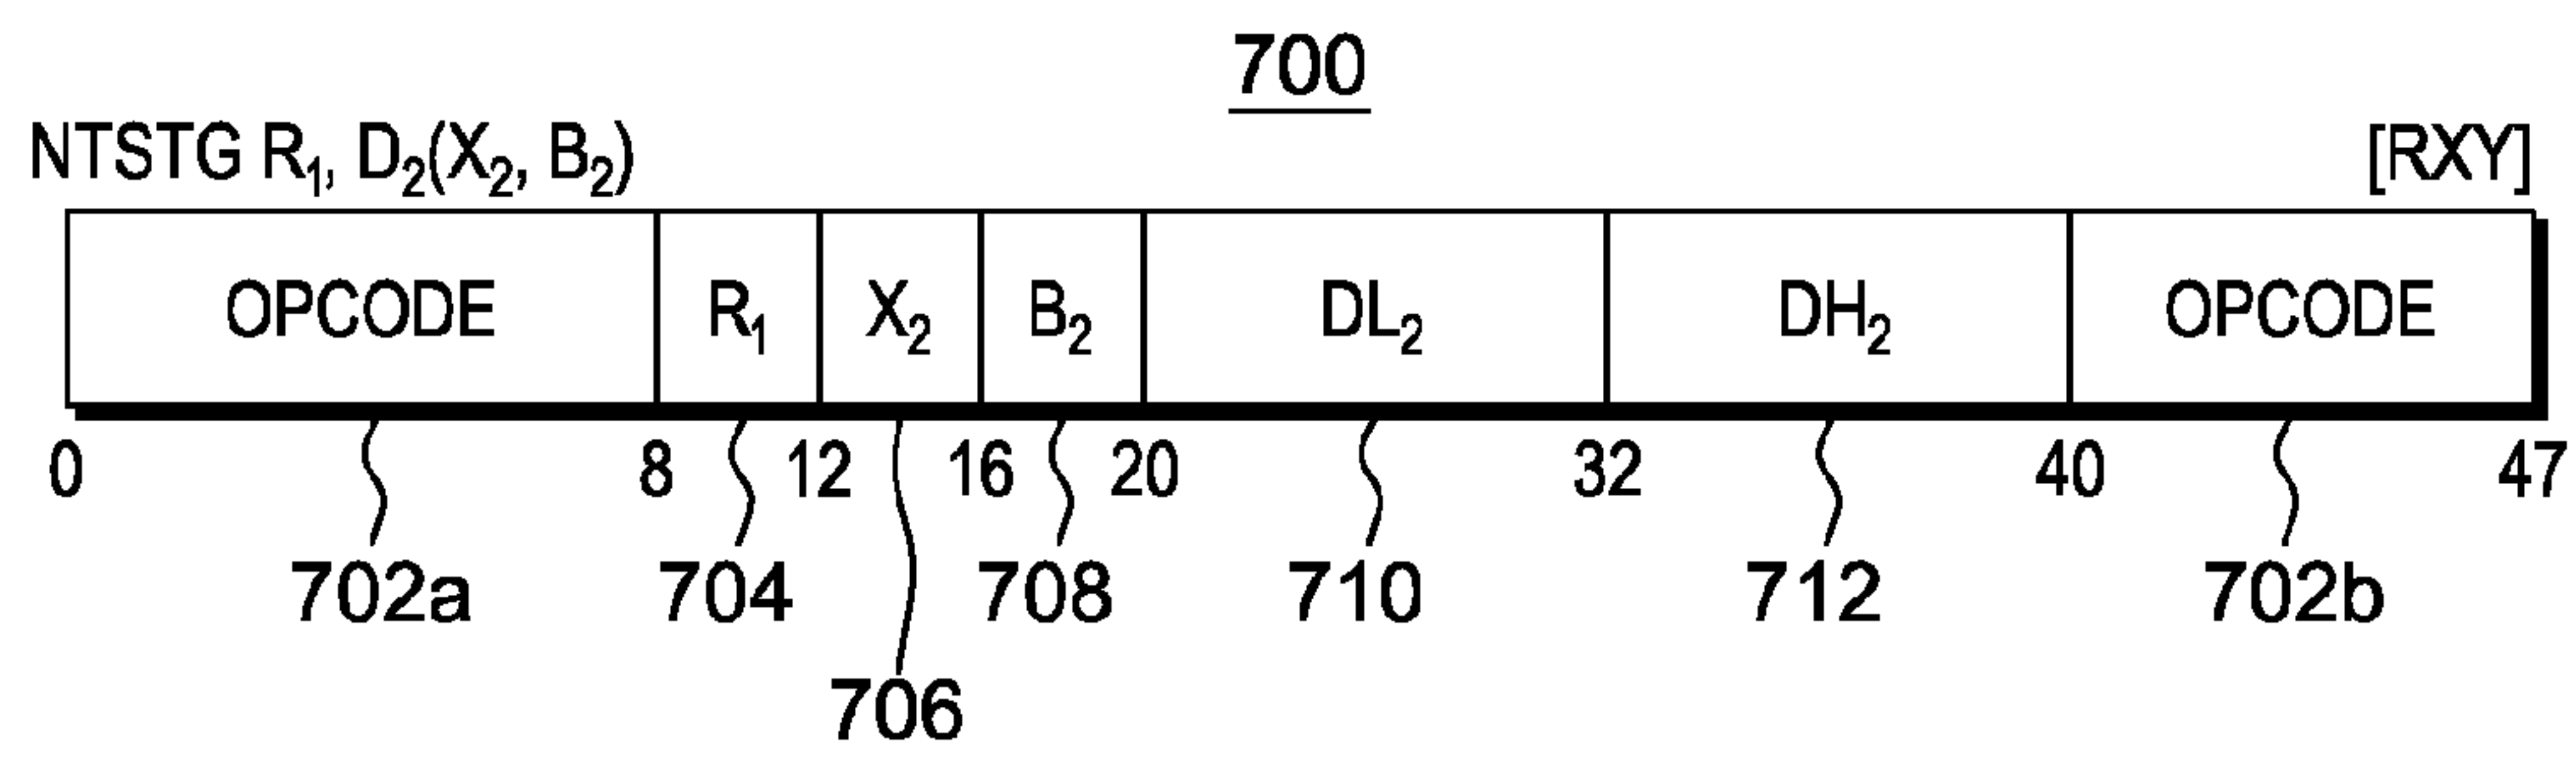 700
NTSTG R₁, D₂(X₂, B₂) [RXY]
OPCODE R₁ X₂ B₂ DL₂ DH₂ OPCODE
0 8 12 16 20 32 40 47
702a 704 708 710 712 702b
706